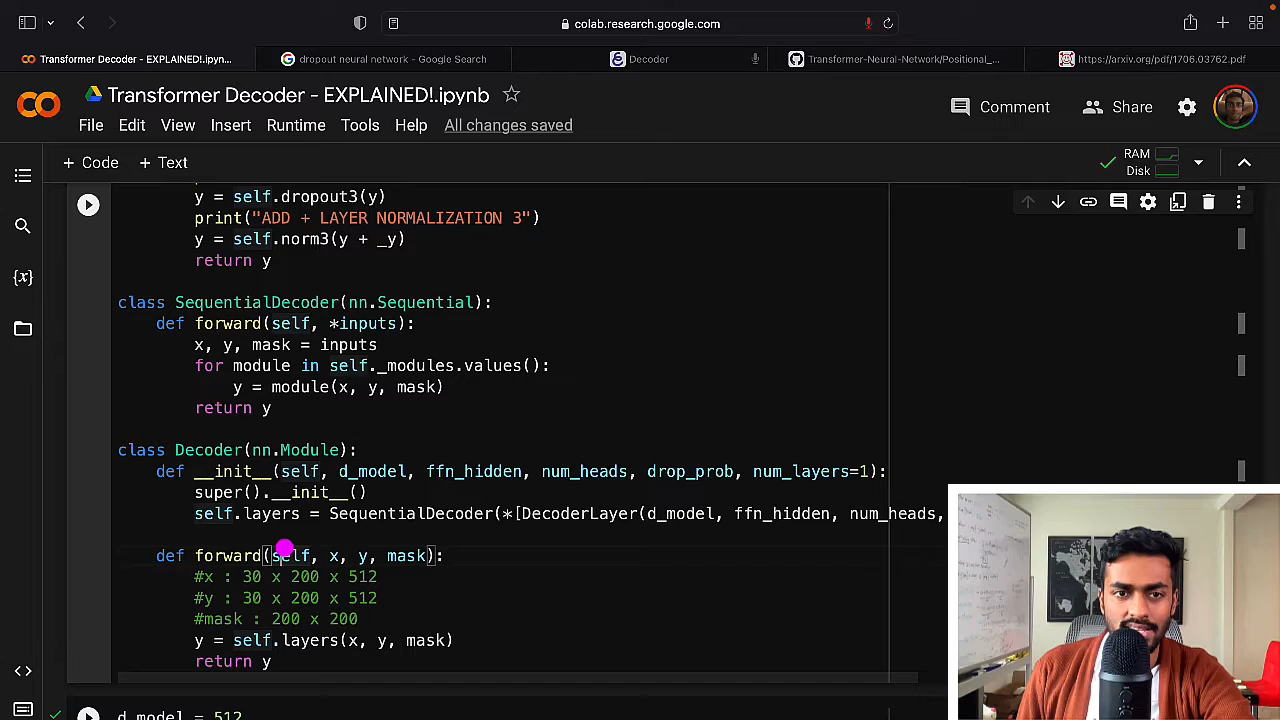 colab.research.google.com
Transformer Decoder - EXPLAINED!.ipyn...
dropout neural network - Google Search
Decoder
Transformer-Neural-Network/Positional_...
https://arxiv.org/pdf/1706.03762.pdf
Transformer Decoder - EXPLAINED!.ipynb
Comment
Share
File Edit View Insert Runtime Tools Help All changes saved
+ Code + Text
RAM
Disk
y = self.dropout3(y)
print("ADD + LAYER NORMALIZATION 3")
y = self.norm3(y + _y)
return y
class SequentialDecoder(nn.Sequential):
def forward(self, *inputs):
x, y, mask = inputs
for module in self._modules.values():
y = module(x, y, mask)
return y
class Decoder(nn.Module):
def __init__(self, d_model, ffn_hidden, num_heads, drop_prob, num_layers=1):
super().__init__()
self.layers = SequentialDecoder(*[DecoderLayer(d_model, ffn_hidden, num_heads,
def forward(self, x, y, mask):
#x : 30 x 200 x 512
#y : 30 x 200 x 512
#mask : 200 x 200
y = self.layers(x, y, mask)
return y
d_model = 512